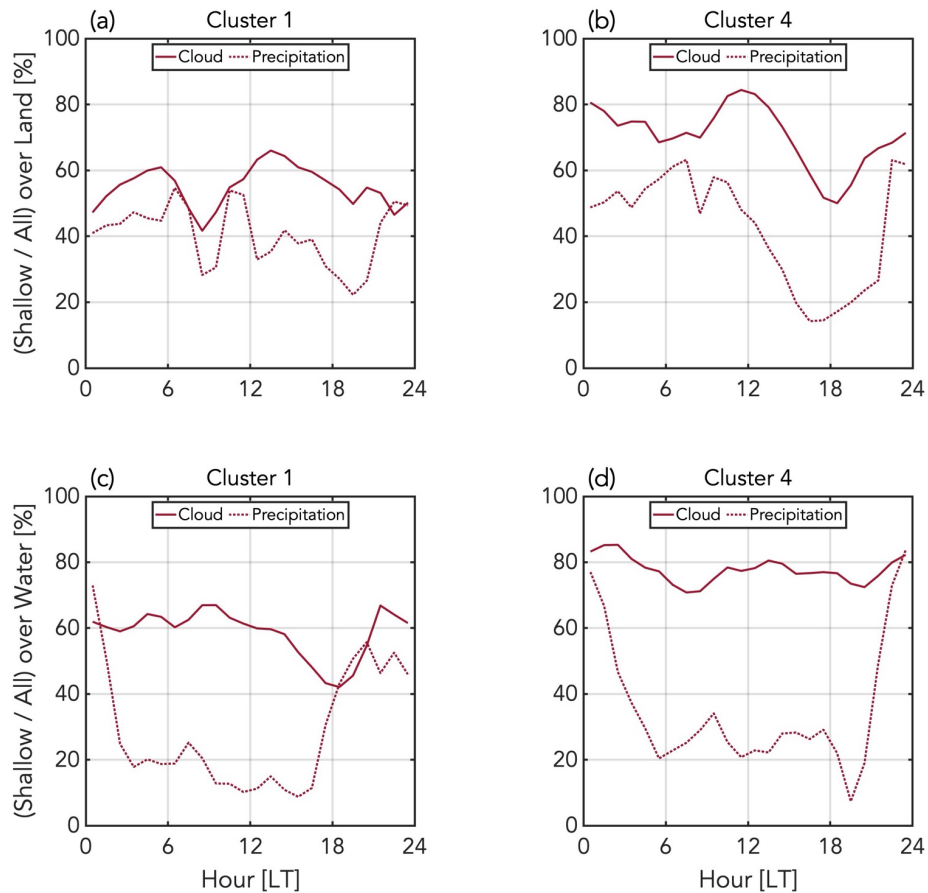 (a) Cluster 1
Cloud Precipitation
100
80
60
40
20
0
0 6 12 18 24
(Shallow / All) over Land [%]
(b) Cluster 4
Cloud Precipitation
100
80
60
40
20
0
0 6 12 18 24
(c) Cluster 1
Cloud Precipitation
100
80
60
40
20
0
0 6 12 18 24
(Shallow / All) over Water [%]
Hour [LT]
(d) Cluster 4
Cloud Precipitation
100
80
60
40
20
0
0 6 12 18 24
Hour [LT]